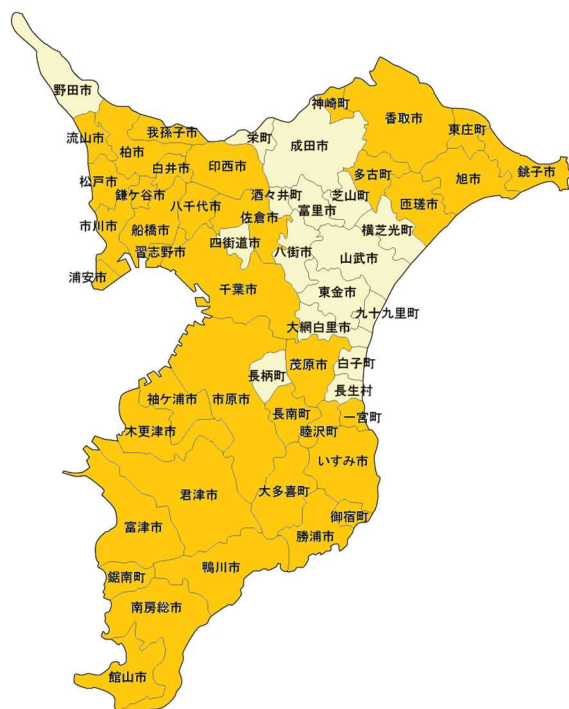 野田市
神崎町
香取市
東庄町
流山市
我孫子市
栄町
成田市
柏市
白井市
印西市
多古町
旭市
銚子市
松戸市
鎌ケ谷市
八千代市
酒々井町
芝山町
富里市
匝瑳市
佐倉市
市川市
船橋市
四街道市
八街市
横芝光町
習志野市
山武市
浦安市
千葉市
東金市
九十九里町
大網白里市
茂原市
白子町
長柄町
長生村
袖ケ浦市
市原市
長南町
一宮町
木更津市
睦沢町
いすみ市
君津市
大多喜町
富津市
御宿町
勝浦市
鴨川市
鋸南町
南房総市
館山市